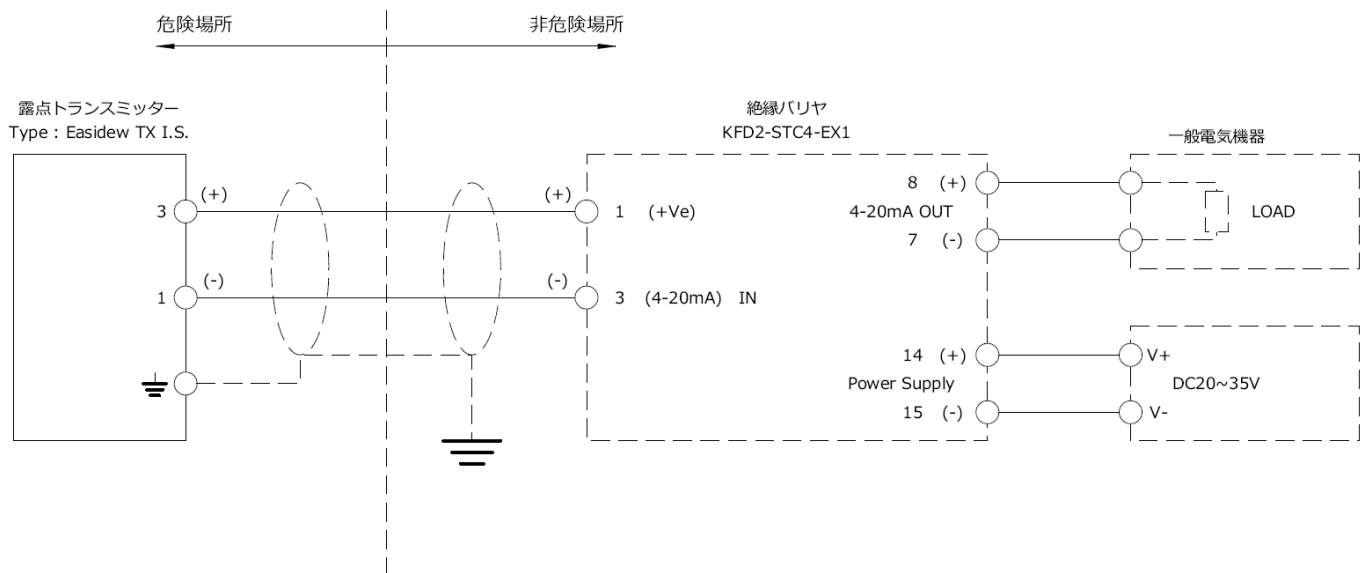 危険場所
非危険場所
露点トランスミッター
Type : Easidew TX I.S.
絶縁バリヤ
KFD2-STC4-EX1
一般電気機器
3
(+)
(+)
1 (+Ve)
8 (+)
4-20mA OUT
7 (-)
LOAD
1
(-)
(-)
3 (4-20mA) IN
14 (+)
Power Supply
15 (-)
V+
DC20~35V
V-